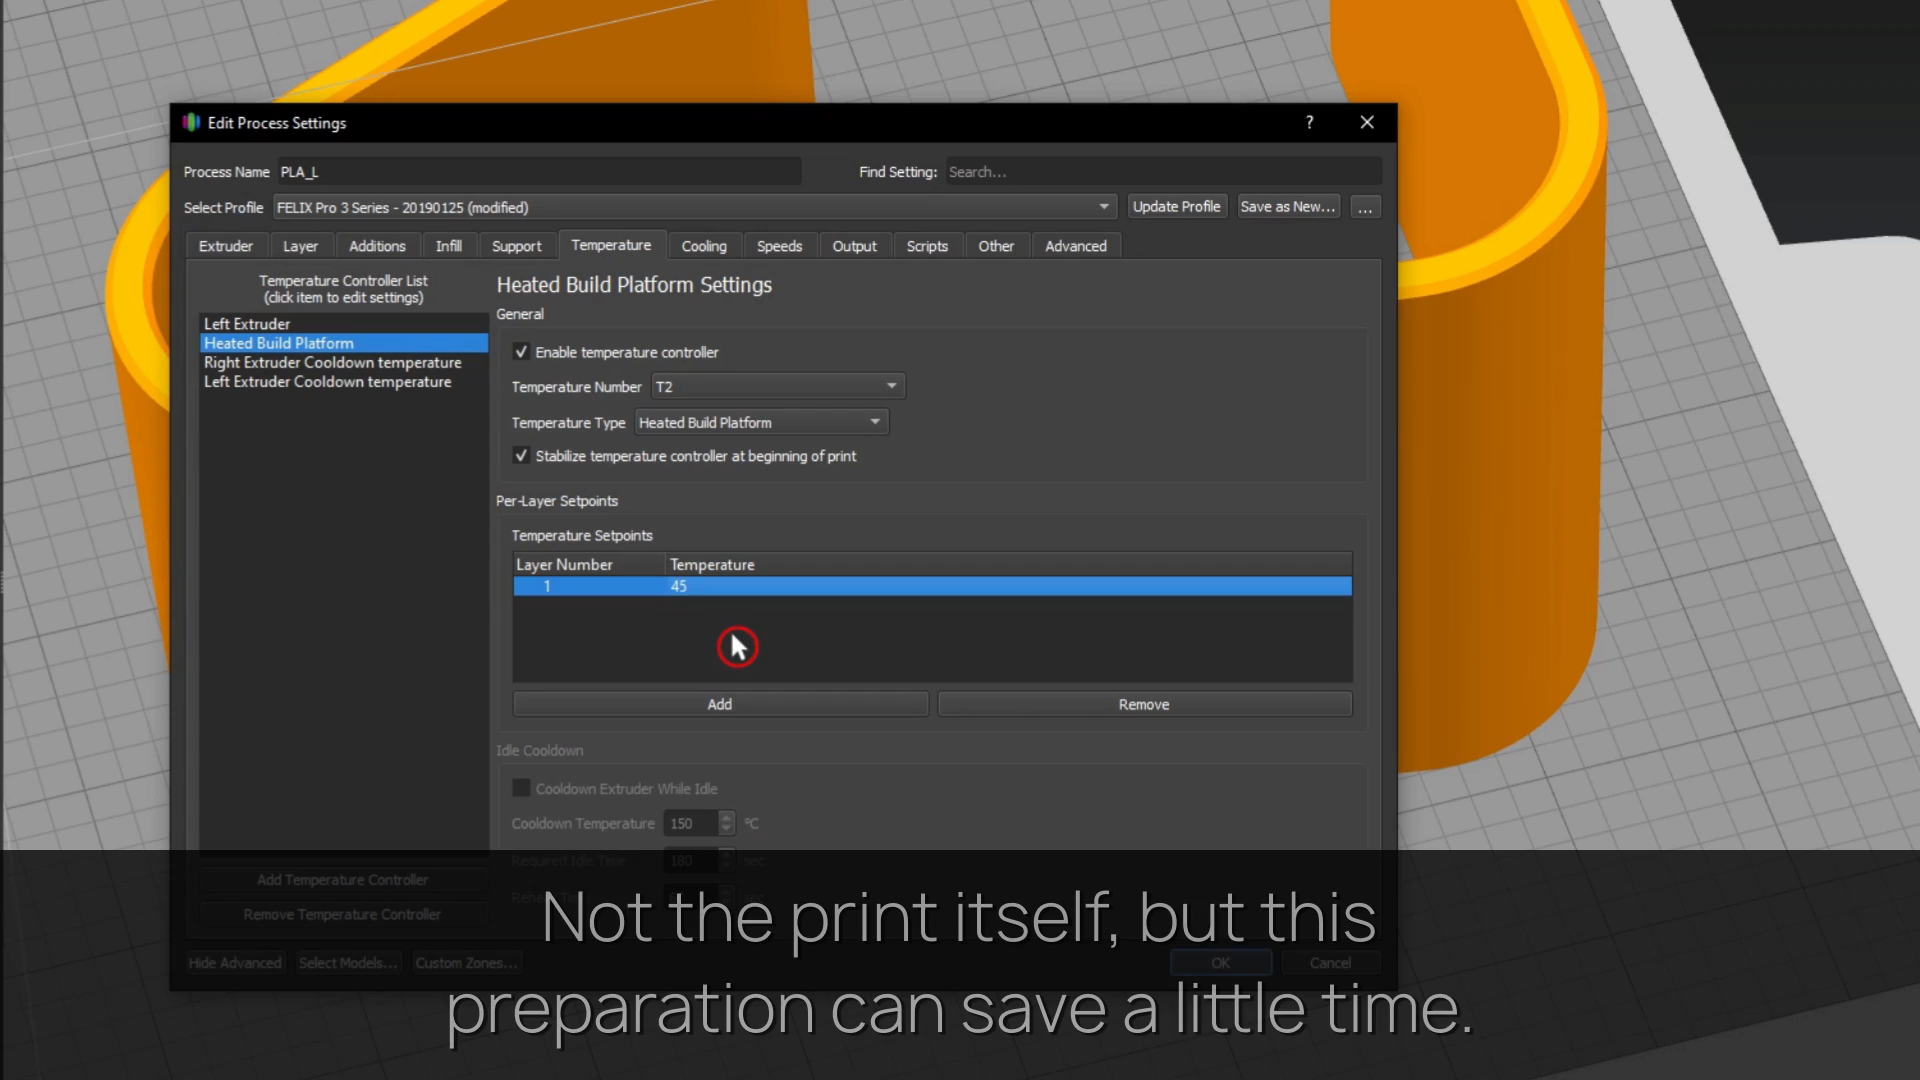 Edit Process Settings
?
Process Name PLA_L
Find Setting: Search...
Select Profile FELIX Pro 3 Series - 20190125 (modified)
Update Profile
Save as New...
...
Extruder Layer Additions Infill Support Temperature Cooling Speeds Output Scripts Other Advanced
Temperature Controller List
(click item to edit settings)
Left Extruder
Heated Build Platform
Right Extruder Cooldown temperature
Left Extruder Cooldown temperature
Heated Build Platform Settings
General
Enable temperature controller
Temperature Number T2
Temperature Type Heated Build Platform
Stabilize temperature controller at beginning of print
Per-Layer Setpoints
Temperature Setpoints
Layer Number Temperature
1 45
Add Remove
Idle Cooldown
Cooldown Extruder While Idle
Cooldown Temperature 150 °C
Required Idle Time 180 sec
Add Temperature Controller
Remove Temperature Controller
Hide Advanced Select Models... Custom Zones...
OK Cancel
Not the print itself, but this
preparation can save a little time.